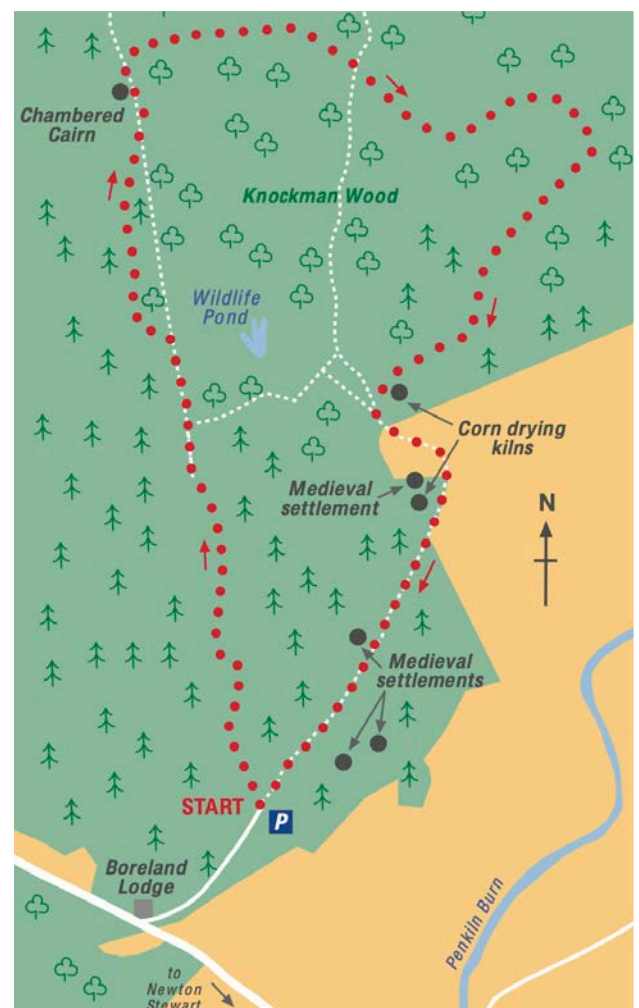 Chambered
Cairn
Knockman Wood
Wildlife
Pond
Corn drying
kilns
Medieval
settlement
N
Medieval
settlements
START
P
Boreland
Lodge
Penkiln Burn
to
Newton
Stewart